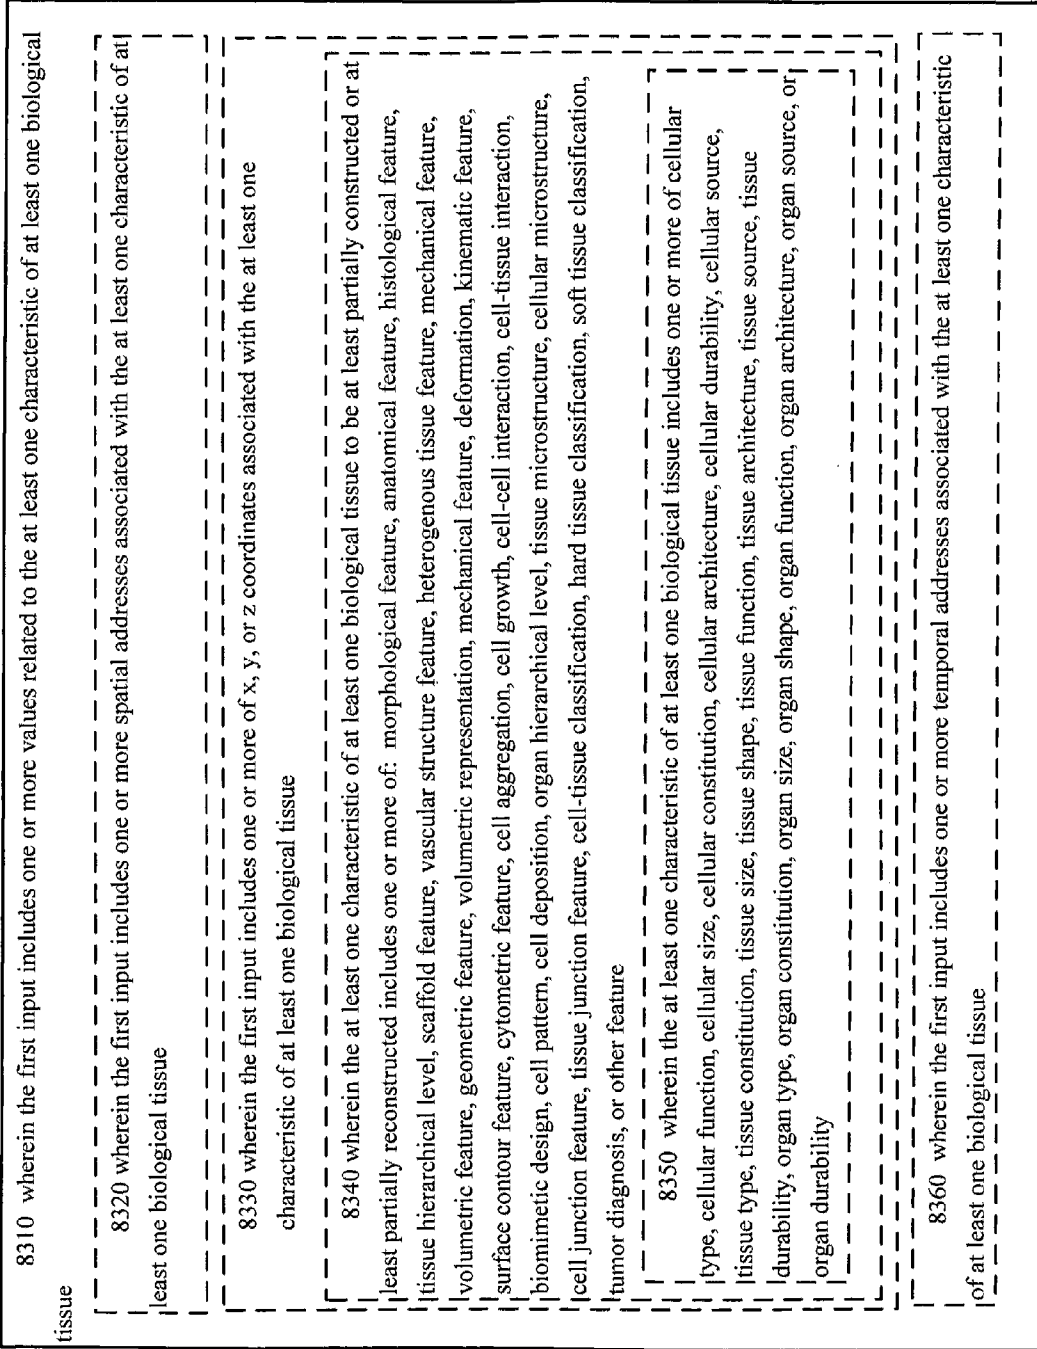 8310 wherein the first input includes one or more values related to the at least one characteristic of at least one biological
tissue
8320 wherein the first input includes one or more spatial addresses associated with the at least one characteristic of at
least one biological tissue
8330 wherein the first input includes one or more of x, y, or z coordinates associated with the at least one
characteristic of at least one biological tissue
8340 wherein the at least one characteristic of at least one biological tissue to be at least partially constructed or at
least partially reconstructed includes one or more of: morphological feature, anatomical feature, histological feature,
tissue hierarchical level, scaffold feature, vascular structure feature, heterogenous tissue feature, mechanical feature,
volumetric feature, geometric feature, volumetric representation, mechanical feature, deformation, kinematic feature,
surface contour feature, cytometric feature, cell aggregation, cell growth, cell-cell interaction, cell-tissue interaction,
biomimetic design, cell pattern, cell deposition, organ hierarchical level, tissue microstructure, cellular microstructure,
cell junction feature, tissue junction feature, cell-tissue classification, hard tissue classification, soft tissue classification,
tumor diagnosis, or other feature
8350 wherein the at least one characteristic of at least one biological tissue includes one or more of cellular
type, cellular function, cellular size, cellular constitution, cellular architecture, cellular durability, cellular source,
tissue type, tissue constitution, tissue size, tissue shape, tissue function, tissue architecture, tissue source, tissue
durability, organ type, organ constitution, organ size, organ shape, organ function, organ architecture, organ source, or
organ durability
8360 wherein the first input includes one or more temporal addresses associated with the at least one characteristic
of at least one biological tissue